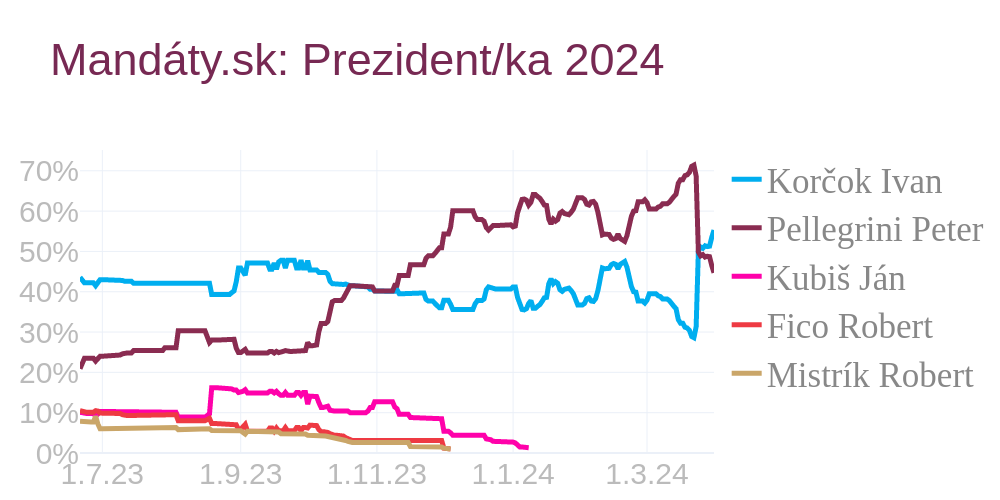 Mandáty.sk: Prezident/ka 2024
70%
60%
50%
40%
30%
20%
10%
0%
1.7.23 1.9.23 1.11.23 1.1.24 1.3.24
Korčok Ivan
Pellegrini Peter
Kubiš Ján
Fico Robert
Mistrík Robert